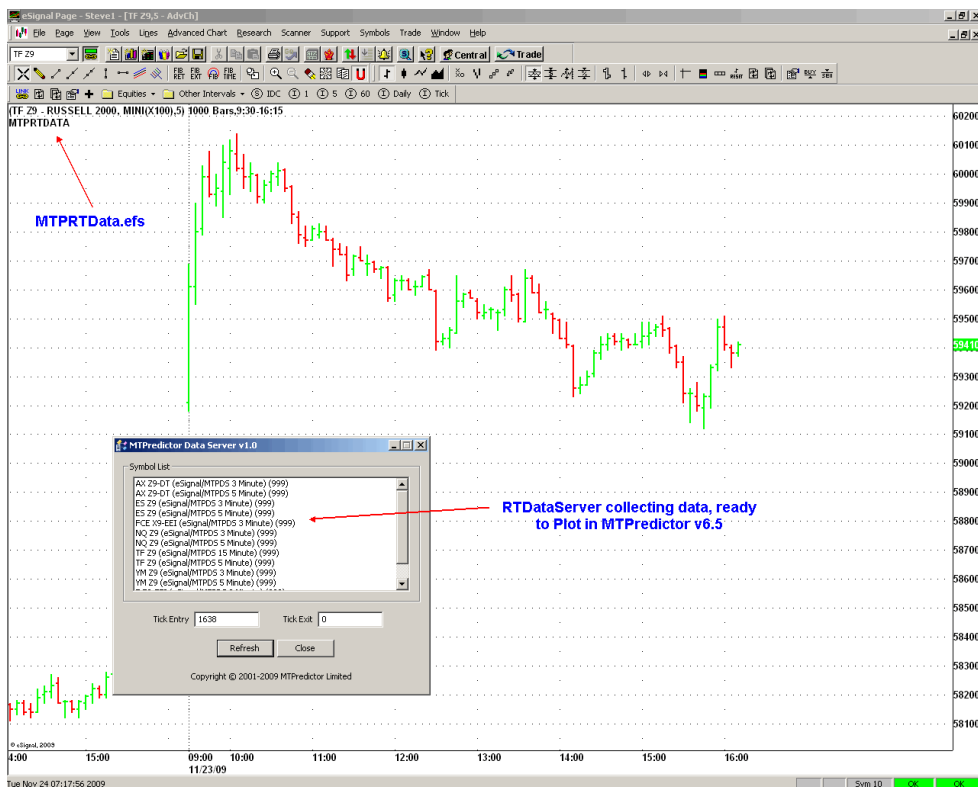 eSignal Page - Steve1 - [TF Z9,5 - AdvCh]
File Page View Tools Lines Advanced Chart Research Scanner Support Symbols Trade Window Help
TF Z9
Central
Trade
FIB EXT
FIB
FIB TIME
LINK
Equities
Other Intervals
IDC
1
5
60
Daily
Tick
(TF Z9 - RUSSELL 2000, MINI(X100),5) 1000 Bars,9:30-16:15
MTPRTDATA
MTPRTData.efs
60200
60100
60000
59900
59800
59700
59600
59500
59410
59300
59200
59100
59000
58900
58800
58700
58600
58500
58400
58300
58200
58100
MTPredictor Data Server v1.0
Symbol List
AX Z9-DT (eSignal/MTPDS 3 Minute) (999)
AX Z9-DT (eSignal/MTPDS 5 Minute) (999)
ES Z9 (eSignal/MTPDS 3 Minute) (999)
ES Z9 (eSignal/MTPDS 5 Minute) (999)
FCE X9-EEI (eSignal/MTPDS 3 Minute) (999)
NQ Z9 (eSignal/MTPDS 3 Minute) (999)
NQ Z9 (eSignal/MTPDS 5 Minute) (999)
TF Z9 (eSignal/MTPDS 15 Minute) (999)
TF Z9 (eSignal/MTPDS 5 Minute) (999)
YM Z9 (eSignal/MTPDS 3 Minute) (999)
YM Z9 (eSignal/MTPDS 5 Minute) (999)
Tick Entry 1638 Tick Exit 0
Refresh Close
Copyright © 2001-2009 MTPredictor Limited
RTDataServer collecting data, ready
to Plot in MTPredictor v6.5
© eSignal, 2009
4:00 15:00 09:00 10:00 11:00 12:00 13:00 14:00 15:00 16:00
11/23/09
Tue Nov 24 07:17:56 2009
Sym 10 OK OK